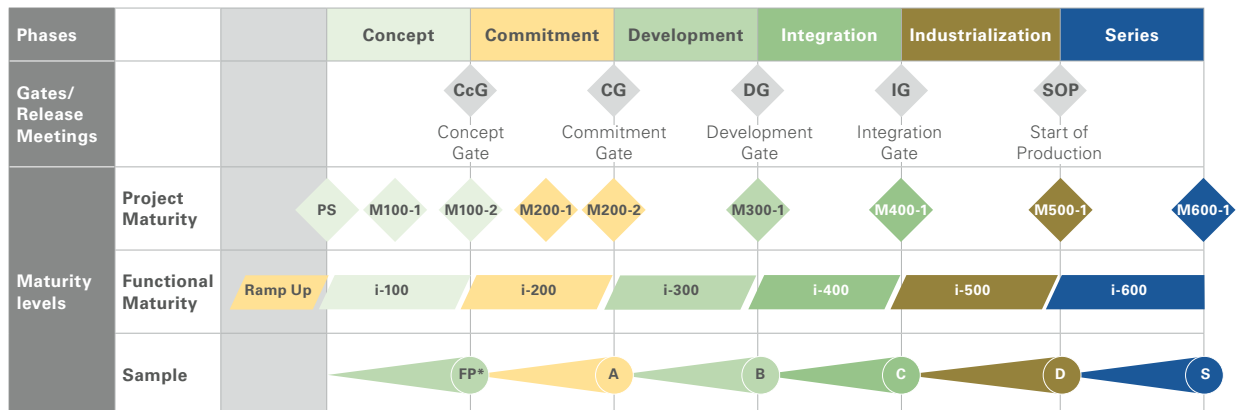 Phases
Concept
Commitment
Development
Integration
Industrialization
Series
Gates/
Release
Meetings
CcG
CG
DG
IG
SOP
Concept
Gate
Commitment
Gate
Development
Gate
Integration
Gate
Start of
Production
Maturity
levels
Project
Maturity
PS
M100-1
M100-2
M200-1
M200-2
M300-1
M400-1
M500-1
M600-1
Functional
Maturity
Ramp Up
i-100
i-200
i-300
i-400
i-500
i-600
Sample
FP*
A
B
C
D
S